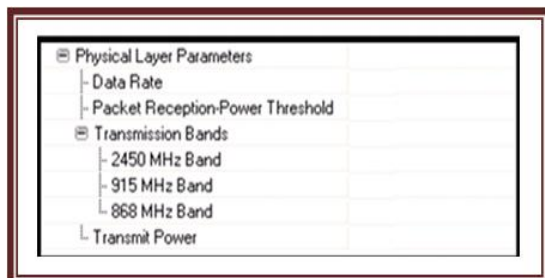 Physical Layer Parameters
Data Rate
Packet Reception-Power Threshold
Transmission Bands
2450 MHz Band
915 MHz Band
868 MHz Band
Transmit Power